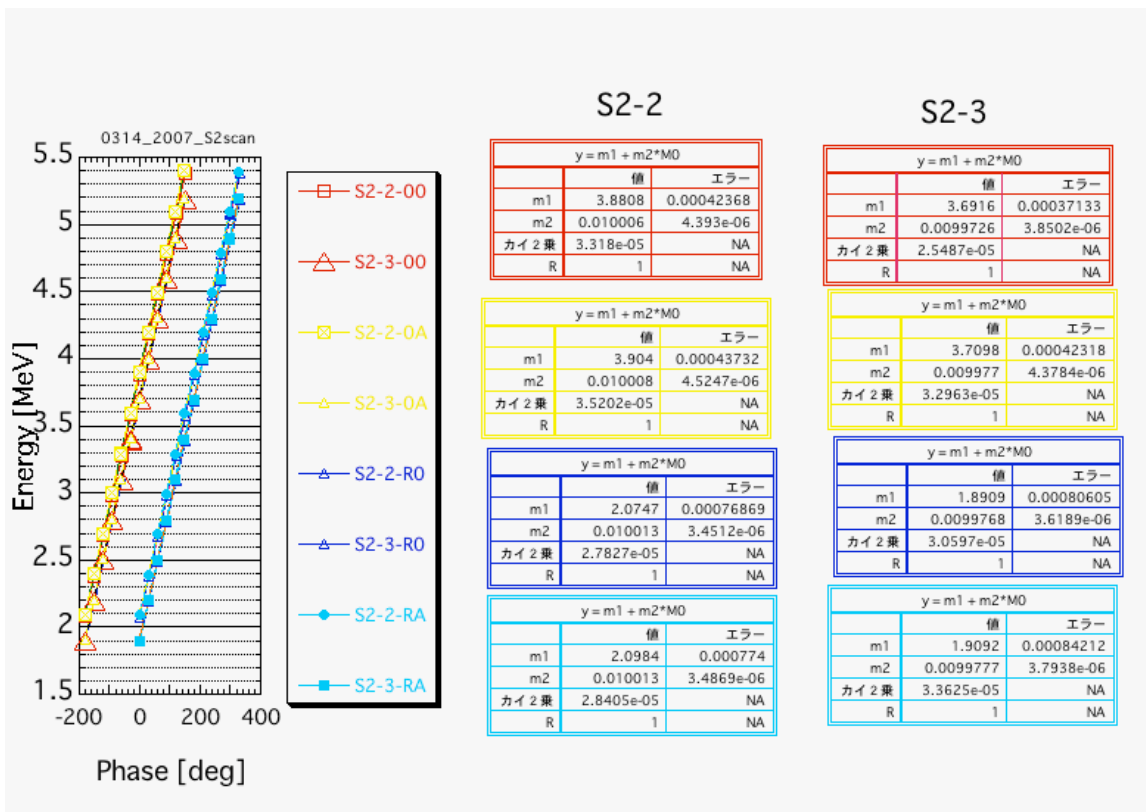 S2-2
S2-3
0314_2007_S2scan
5.5
5
4.5
4
3.5
3
2.5
2
1.5
-200 0 200 400
Energy [MeV]
Phase [deg]
S2-2-00
S2-3-00
S2-2-0A
S2-3-0A
S2-2-R0
S2-3-R0
S2-2-RA
S2-3-RA
y = m1 + m2*M0
値 エラー
m1 3.8808 0.00042368
m2 0.010006 4.393e-06
カイ2乗 3.318e-05 NA
R 1 NA
y = m1 + m2*M0
値 エラー
m1 3.904 0.00043732
m2 0.010008 4.5247e-06
カイ2乗 3.5202e-05 NA
R 1 NA
y = m1 + m2*M0
値 エラー
m1 2.0747 0.00076869
m2 0.010013 3.4512e-06
カイ2乗 2.7827e-05 NA
R 1 NA
y = m1 + m2*M0
値 エラー
m1 2.0984 0.000774
m2 0.010013 3.4869e-06
カイ2乗 2.8405e-05 NA
R 1 NA
y = m1 + m2*M0
値 エラー
m1 3.6916 0.00037133
m2 0.0099726 3.8502e-06
カイ2乗 2.5487e-05 NA
R 1 NA
y = m1 + m2*M0
値 エラー
m1 3.7098 0.00042318
m2 0.009977 4.3784e-06
カイ2乗 3.2963e-05 NA
R 1 NA
y = m1 + m2*M0
値 エラー
m1 1.8909 0.00080605
m2 0.0099768 3.6189e-06
カイ2乗 3.0597e-05 NA
R 1 NA
y = m1 + m2*M0
値 エラー
m1 1.9092 0.00084212
m2 0.0099777 3.7938e-06
カイ2乗 3.3625e-05 NA
R 1 NA